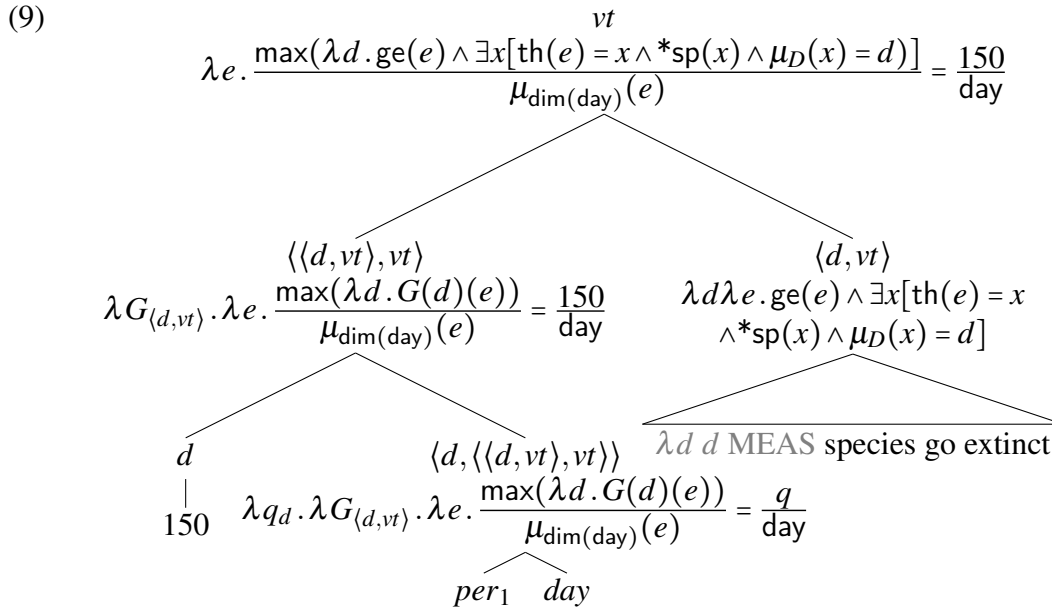 (9)
vt
λe. max(λd.ge(e) ∧ ∃x[th(e) = x ∧ *sp(x) ∧ μ_D(x) = d)] / μ_dim(day)(e) = 150/day
⟨⟨d,vt⟩,vt⟩
λG_⟨d,vt⟩.λe. max(λd.G(d)(e)) / μ_dim(day)(e) = 150/day
⟨d,vt⟩
λdλe.ge(e) ∧ ∃x[th(e) = x
∧*sp(x) ∧ μ_D(x) = d]
d
150
⟨d,⟨⟨d,vt⟩,vt⟩⟩
λq_d.λG_⟨d,vt⟩.λe. max(λd.G(d)(e)) / μ_dim(day)(e) = q/day
per₁ day
λd d MEAS species go extinct